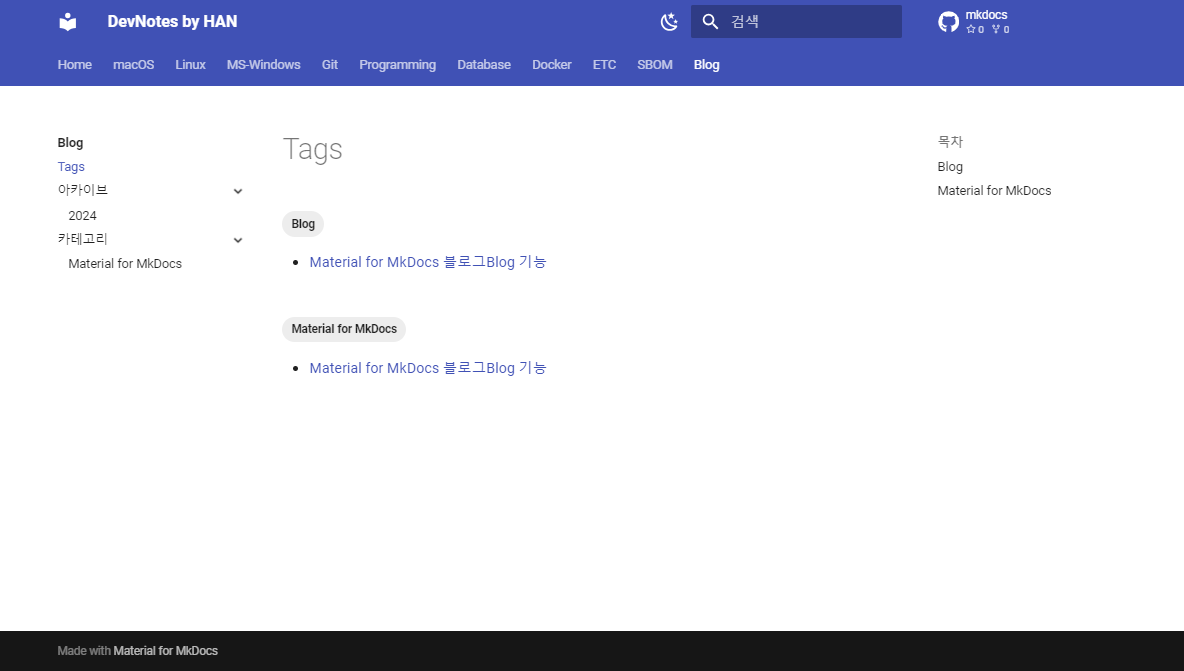 DevNotes by HAN
검색
mkdocs
0 0
Home macOS Linux MS-Windows Git Programming Database Docker ETC SBOM Blog
Blog
Tags
아카이브
2024
카테고리
Material for MkDocs
Tags
Blog
Material for MkDocs 블로그Blog 기능
Material for MkDocs
Material for MkDocs 블로그Blog 기능
목차
Blog
Material for MkDocs
Made with Material for MkDocs